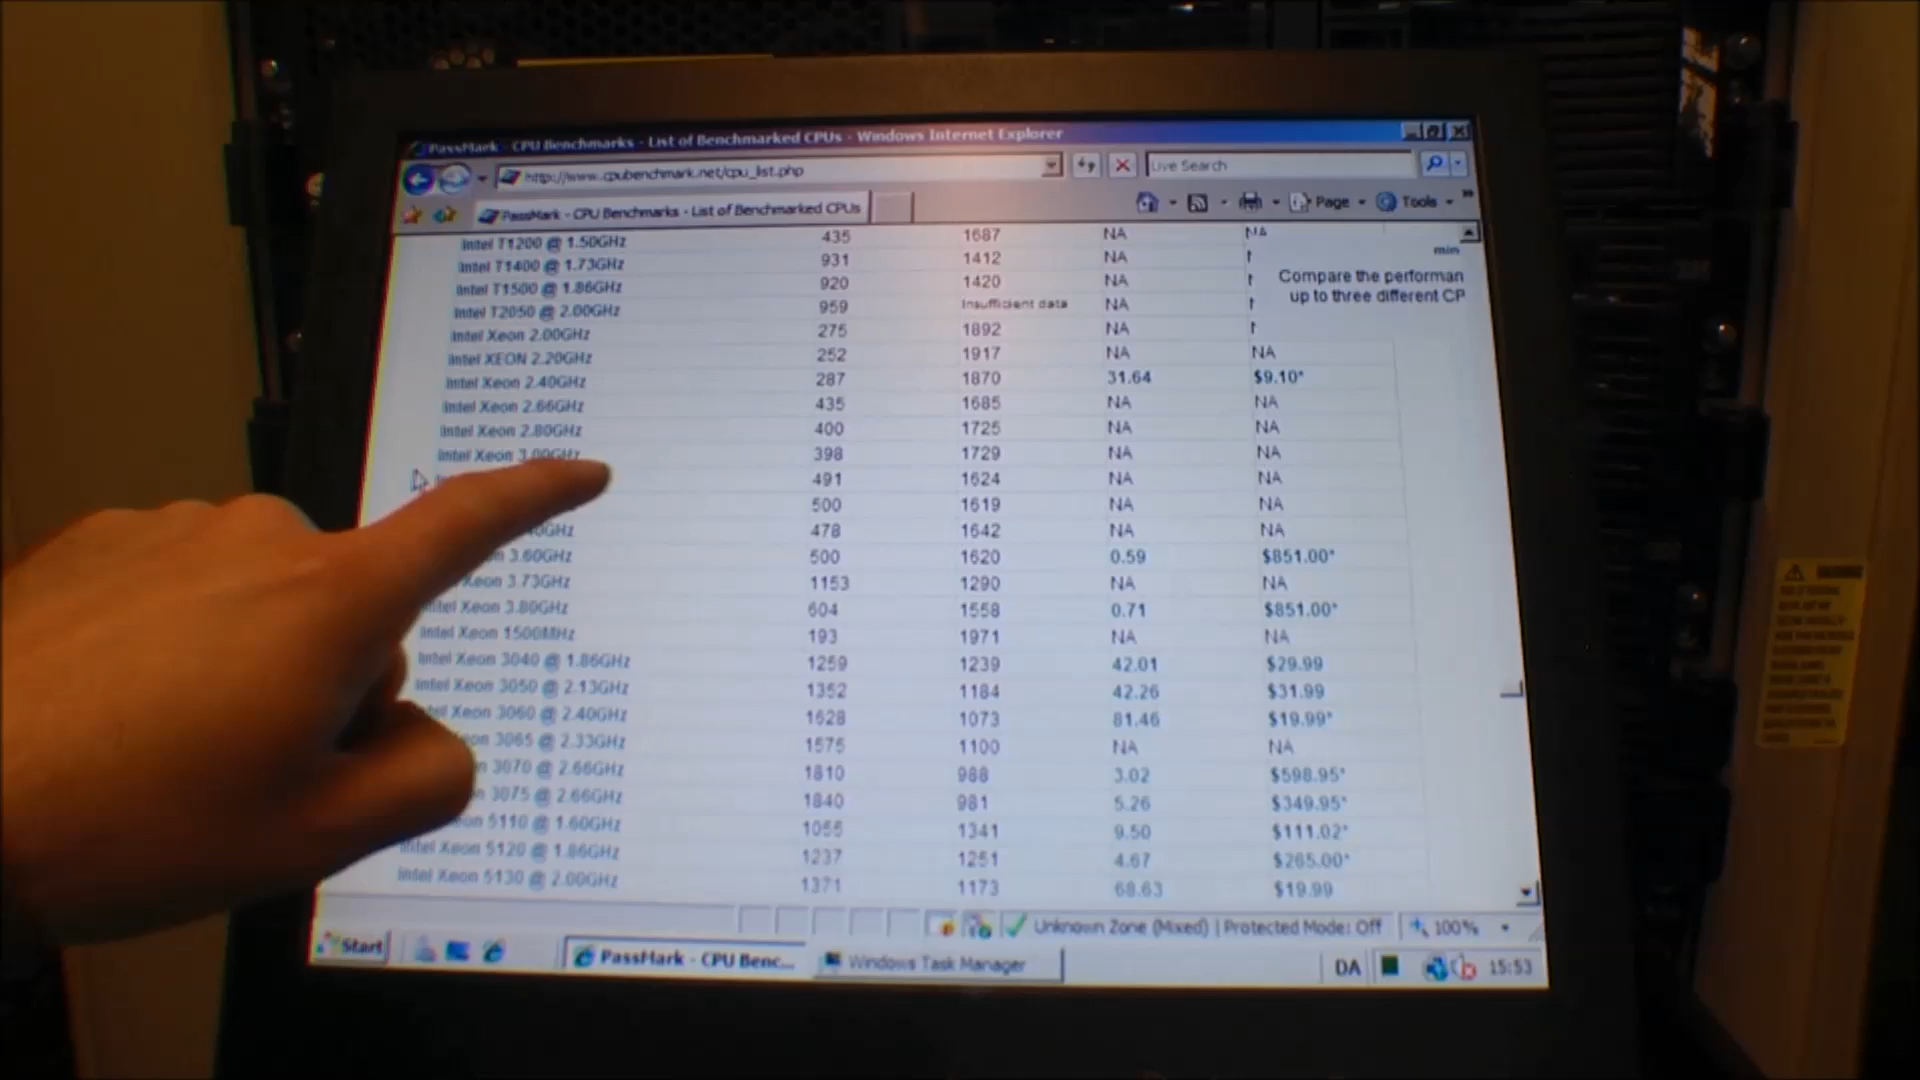 PassMark - CPU Benchmarks - List of Benchmarked CPUs - Windows Internet Explorer
http://www.cpubenchmark.net/cpu_list.php
Live Search
PassMark - CPU Benchmarks - List of Benchmarked CPUs
Page
Tools
Intel T1200 @ 1.50GHz 435 1687 NA NA
min
Intel T1400 @ 1.73GHz 931 1412 NA
Compare the performan
Intel T1500 @ 1.86GHz 920 1420 NA
up to three different CP
Intel T2050 @ 2.00GHz 959 Insufficient data NA
Intel Xeon 2.00GHz 275 1892 NA
Intel XEON 2.20GHz 252 1917 NA NA
Intel Xeon 2.40GHz 287 1870 31.64 $9.10*
Intel Xeon 2.66GHz 435 1685 NA NA
Intel Xeon 2.80GHz 400 1725 NA NA
Intel Xeon 3.00GHz 398 1729 NA NA
491 1624 NA NA
500 1619 NA NA
40GHz 478 1642 NA NA
n 3.60GHz 500 1620 0.59 $851.00*
Xeon 3.73GHz 1153 1290 NA NA
Intel Xeon 3.80GHz 604 1558 0.71 $851.00*
Intel Xeon 1500MHz 193 1971 NA NA
Intel Xeon 3040 @ 1.86GHz 1259 1239 42.01 $29.99
Intel Xeon 3050 @ 2.13GHz 1352 1184 42.26 $31.99
tel Xeon 3060 @ 2.40GHz 1628 1073 81.46 $19.99*
eon 3065 @ 2.33GHz 1575 1100 NA NA
n 3070 @ 2.66GHz 1810 988 3.02 $598.95*
n 3075 @ 2.66GHz 1840 981 5.26 $349.95*
eon 5110 @ 1.60GHz 1055 1341 9.50 $111.02*
Intel Xeon 5120 @ 1.86GHz 1237 1251 4.67 $265.00*
Intel Xeon 5130 @ 2.00GHz 1371 1173 68.63 $19.99
Unknown Zone (Mixed) | Protected Mode: Off
100%
Start
PassMark - CPU Benc...
Windows Task Manager
DA
15:53